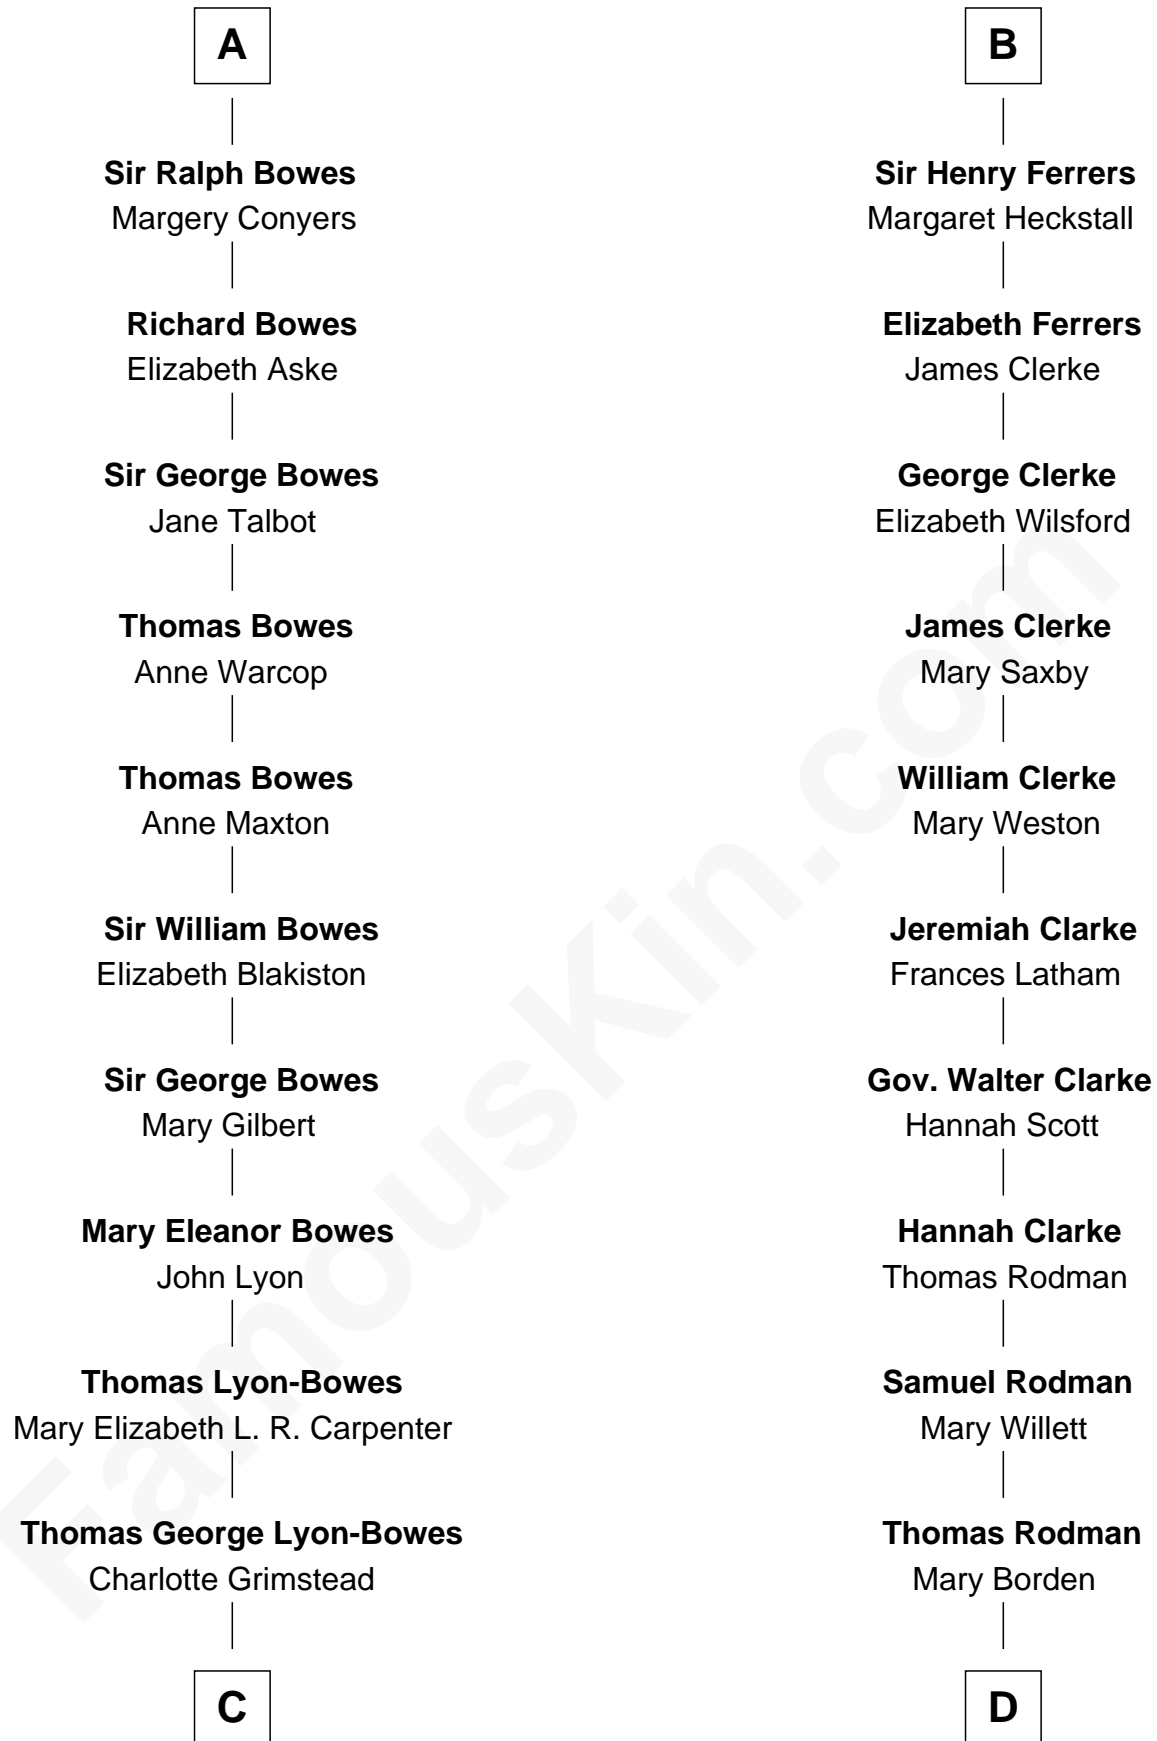 A
Sir Ralph Bowes
Margery Conyers
Richard Bowes
Elizabeth Aske
Sir George Bowes
Jane Talbot
Thomas Bowes
Anne Warcop
Thomas Bowes
Anne Maxton
Sir William Bowes
Elizabeth Blakiston
Sir George Bowes
Mary Gilbert
Mary Eleanor Bowes
John Lyon
Thomas Lyon-Bowes
Mary Elizabeth L. R. Carpenter
Thomas George Lyon-Bowes
Charlotte Grimstead
C
B
Sir Henry Ferrers
Margaret Heckstall
Elizabeth Ferrers
James Clerke
George Clerke
Elizabeth Wilsford
James Clerke
Mary Saxby
William Clerke
Mary Weston
Jeremiah Clarke
Frances Latham
Gov. Walter Clarke
Hannah Scott
Hannah Clarke
Thomas Rodman
Samuel Rodman
Mary Willett
Thomas Rodman
Mary Borden
D
FamousKin.com